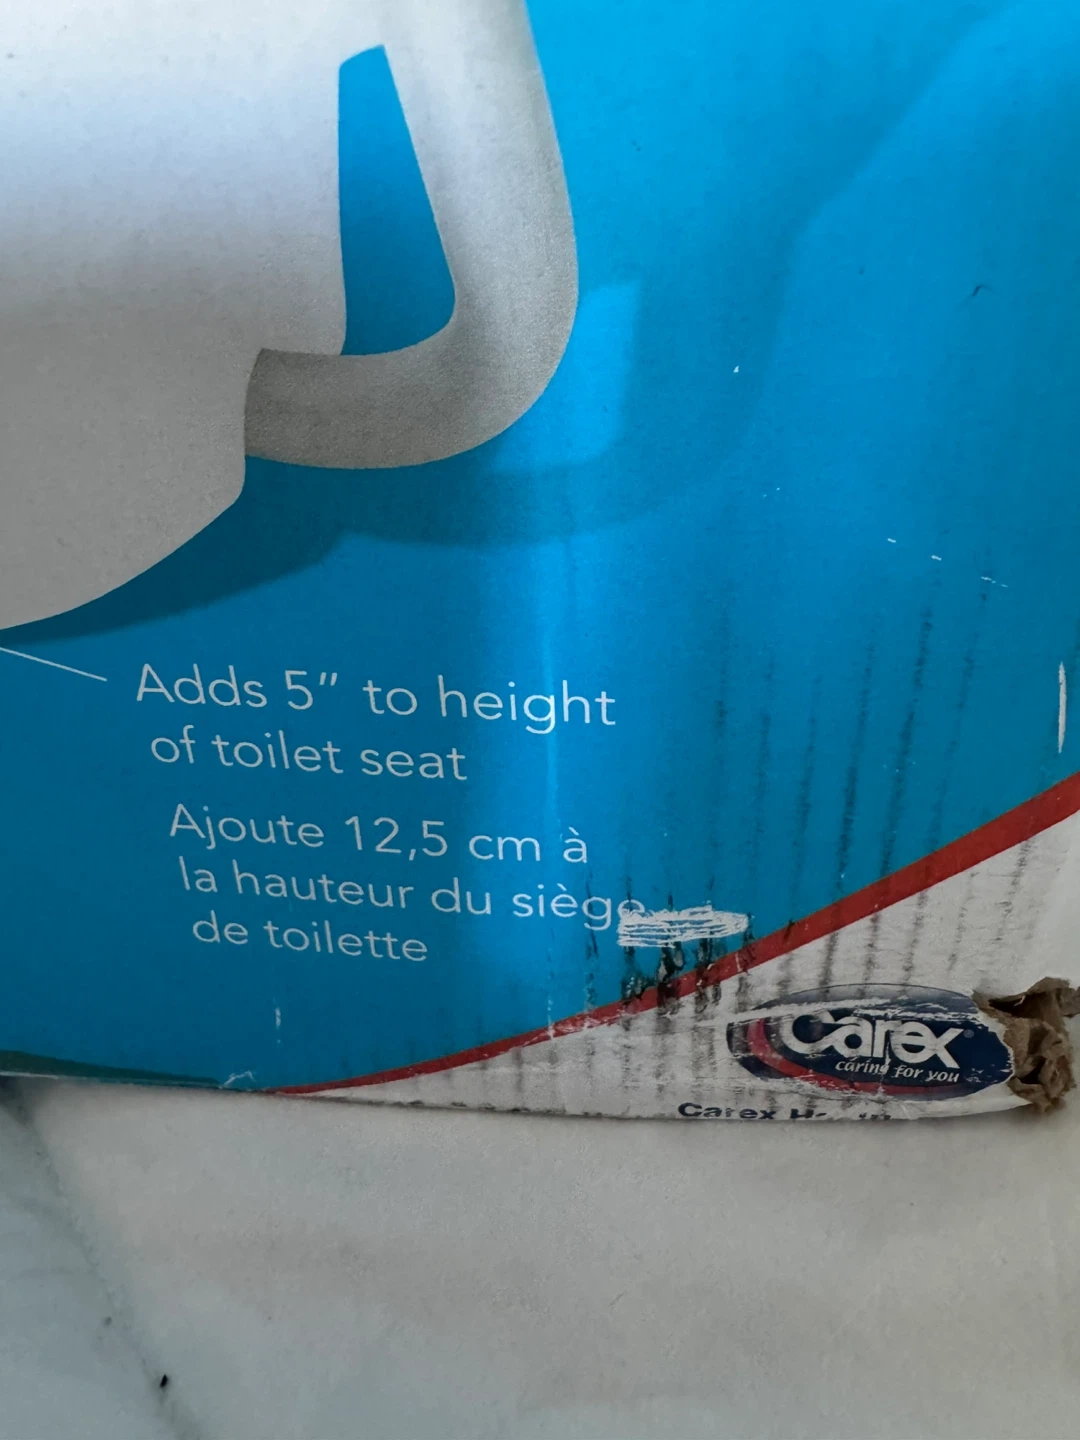 Adds 5″ to height
of toilet seat
Ajoute 12,5 cm à
la hauteur du siège
de toilette
Carex
caring for you
Carex